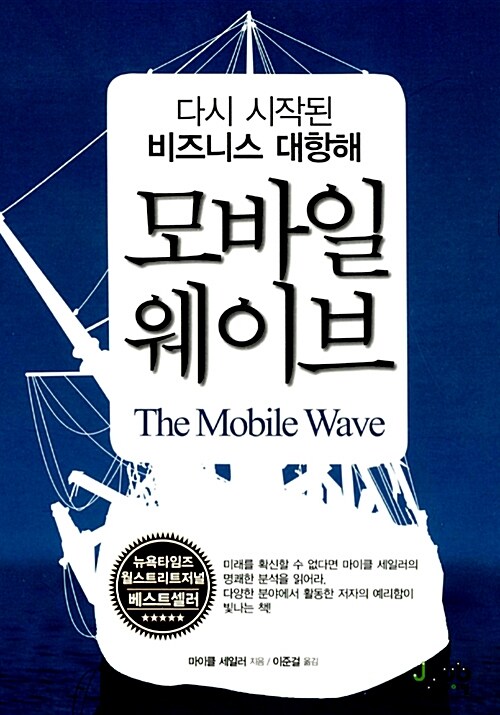 다시 시작된
비즈니스 대항해
모바일
웨이브
The Mobile Wave
뉴욕타임즈
월스트리트저널
베스트셀러
★★★★★
미래를 확신할 수 없다면 마이클 세일러의
명쾌한 분석을 읽어라.
다양한 분야에서 활동한 저자의 예리함이
빛나는 책!
마이클 세일러 지음 / 이준걸 옮김